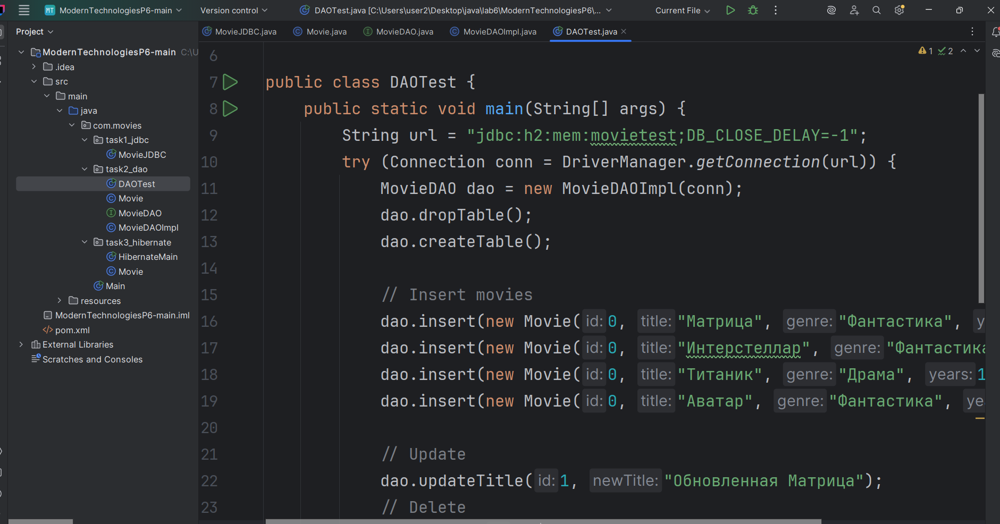 MT ModernTechnologiesP6-main Version control DAOTest.java [C:\Users\user2\Desktop\java\lab6\ModernTechnologiesP6\... Current File
Project
MovieJDBC.java Movie.java MovieDAO.java MovieDAOImpl.java DAOTest.java
ModernTechnologiesP6-main C:\U
.idea
src
main
java
com.movies
task1_jdbc
MovieJDBC
task2_dao
DAOTest
Movie
MovieDAO
MovieDAOImpl
task3_hibernate
HibernateMain
Movie
Main
resources
ModernTechnologiesP6-main.iml
pom.xml
External Libraries
Scratches and Consoles
1 2
6
7 public class DAOTest {
8 public static void main(String[] args) {
9 String url = "jdbc:h2:mem:movietest;DB_CLOSE_DELAY=-1";
10 try (Connection conn = DriverManager.getConnection(url)) {
11 MovieDAO dao = new MovieDAOImpl(conn);
12 dao.dropTable();
13 dao.createTable();
14
15 // Insert movies
16 dao.insert(new Movie( id: 0, title: "Матрица", genre: "Фантастика", y
17 dao.insert(new Movie( id: 0, title: "Интерстеллар", genre: "Фантастика
18 dao.insert(new Movie( id: 0, title: "Титаник", genre: "Драма", years: 1
19 dao.insert(new Movie( id: 0, title: "Аватар", genre: "Фантастика", yea
20
21 // Update
22 dao.updateTitle( id: 1, newTitle: "Обновленная Матрица");
23 // Delete